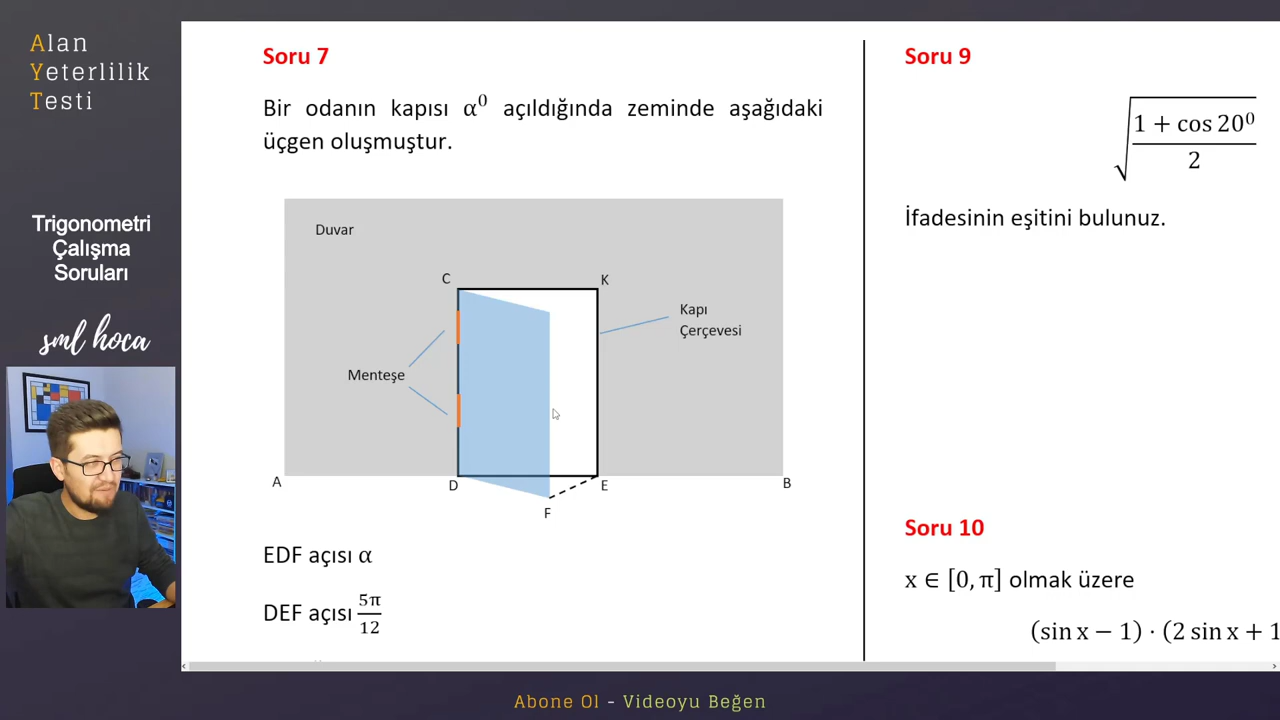 Alan
Yeterlilik
Testi
Trigonometri
Çalışma
Soruları
sml hoca
Soru 7
Bir odanın kapısı α⁰ açıldığında zeminde aşağıdaki
üçgen oluşmuştur.
Duvar
C
K
Kapı
Çerçevesi
Menteşe
A
D
E
B
F
EDF açısı α
DEF açısı 5π/12
Soru 9
√((1 + cos 20⁰)/2)
İfadesinin eşitini bulunuz.
Soru 10
x ∈ [0, π] olmak üzere
(sin x − 1) · (2 sin x + 1
Abone Ol - Videoyu Beğen